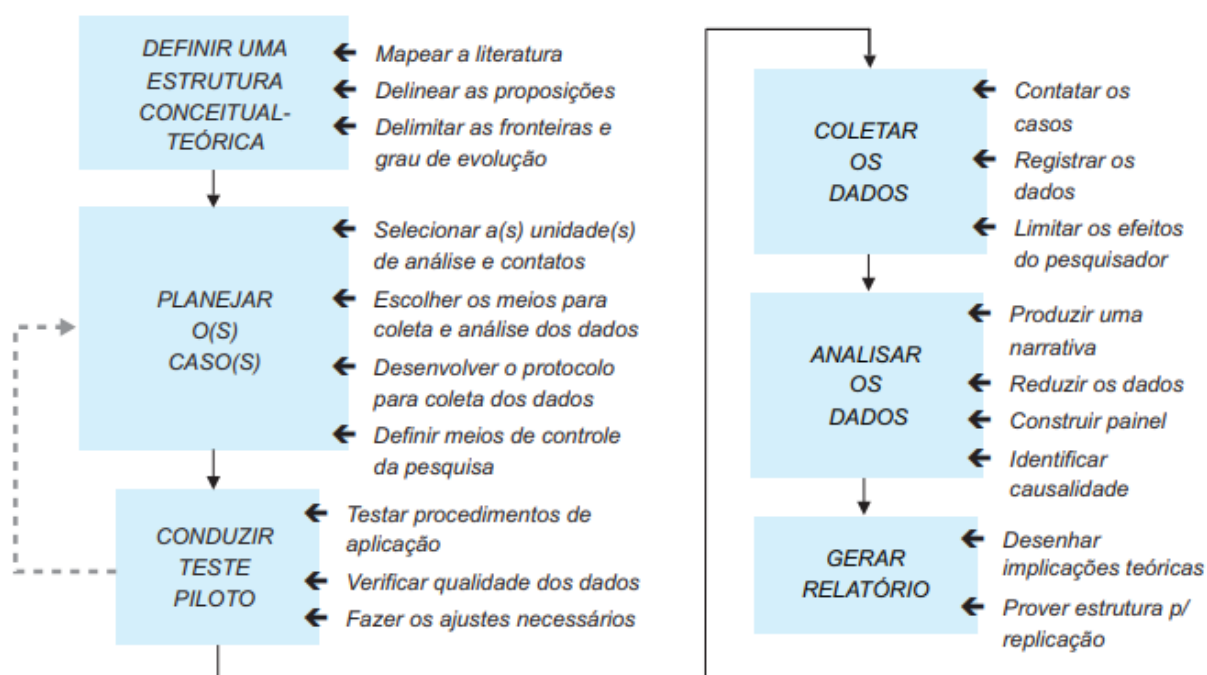 DEFINIR UMA
ESTRUTURA
CONCEITUAL-
TEÓRICA
Mapear a literatura
Delinear as proposições
Delimitar as fronteiras e
grau de evolução
PLANEJAR
O(S)
CASO(S)
Selecionar a(s) unidade(s)
de análise e contatos
Escolher os meios para
coleta e análise dos dados
Desenvolver o protocolo
para coleta dos dados
Definir meios de controle
da pesquisa
CONDUZIR
TESTE
PILOTO
Testar procedimentos de
aplicação
Verificar qualidade dos dados
Fazer os ajustes necessários
COLETAR
OS
DADOS
Contatar os
casos
Registrar os
dados
Limitar os efeitos
do pesquisador
ANALISAR
OS
DADOS
Produzir uma
narrativa
Reduzir os dados
Construir painel
Identificar
causalidade
GERAR
RELATÓRIO
Desenhar
implicações teóricas
Prover estrutura p/
replicação